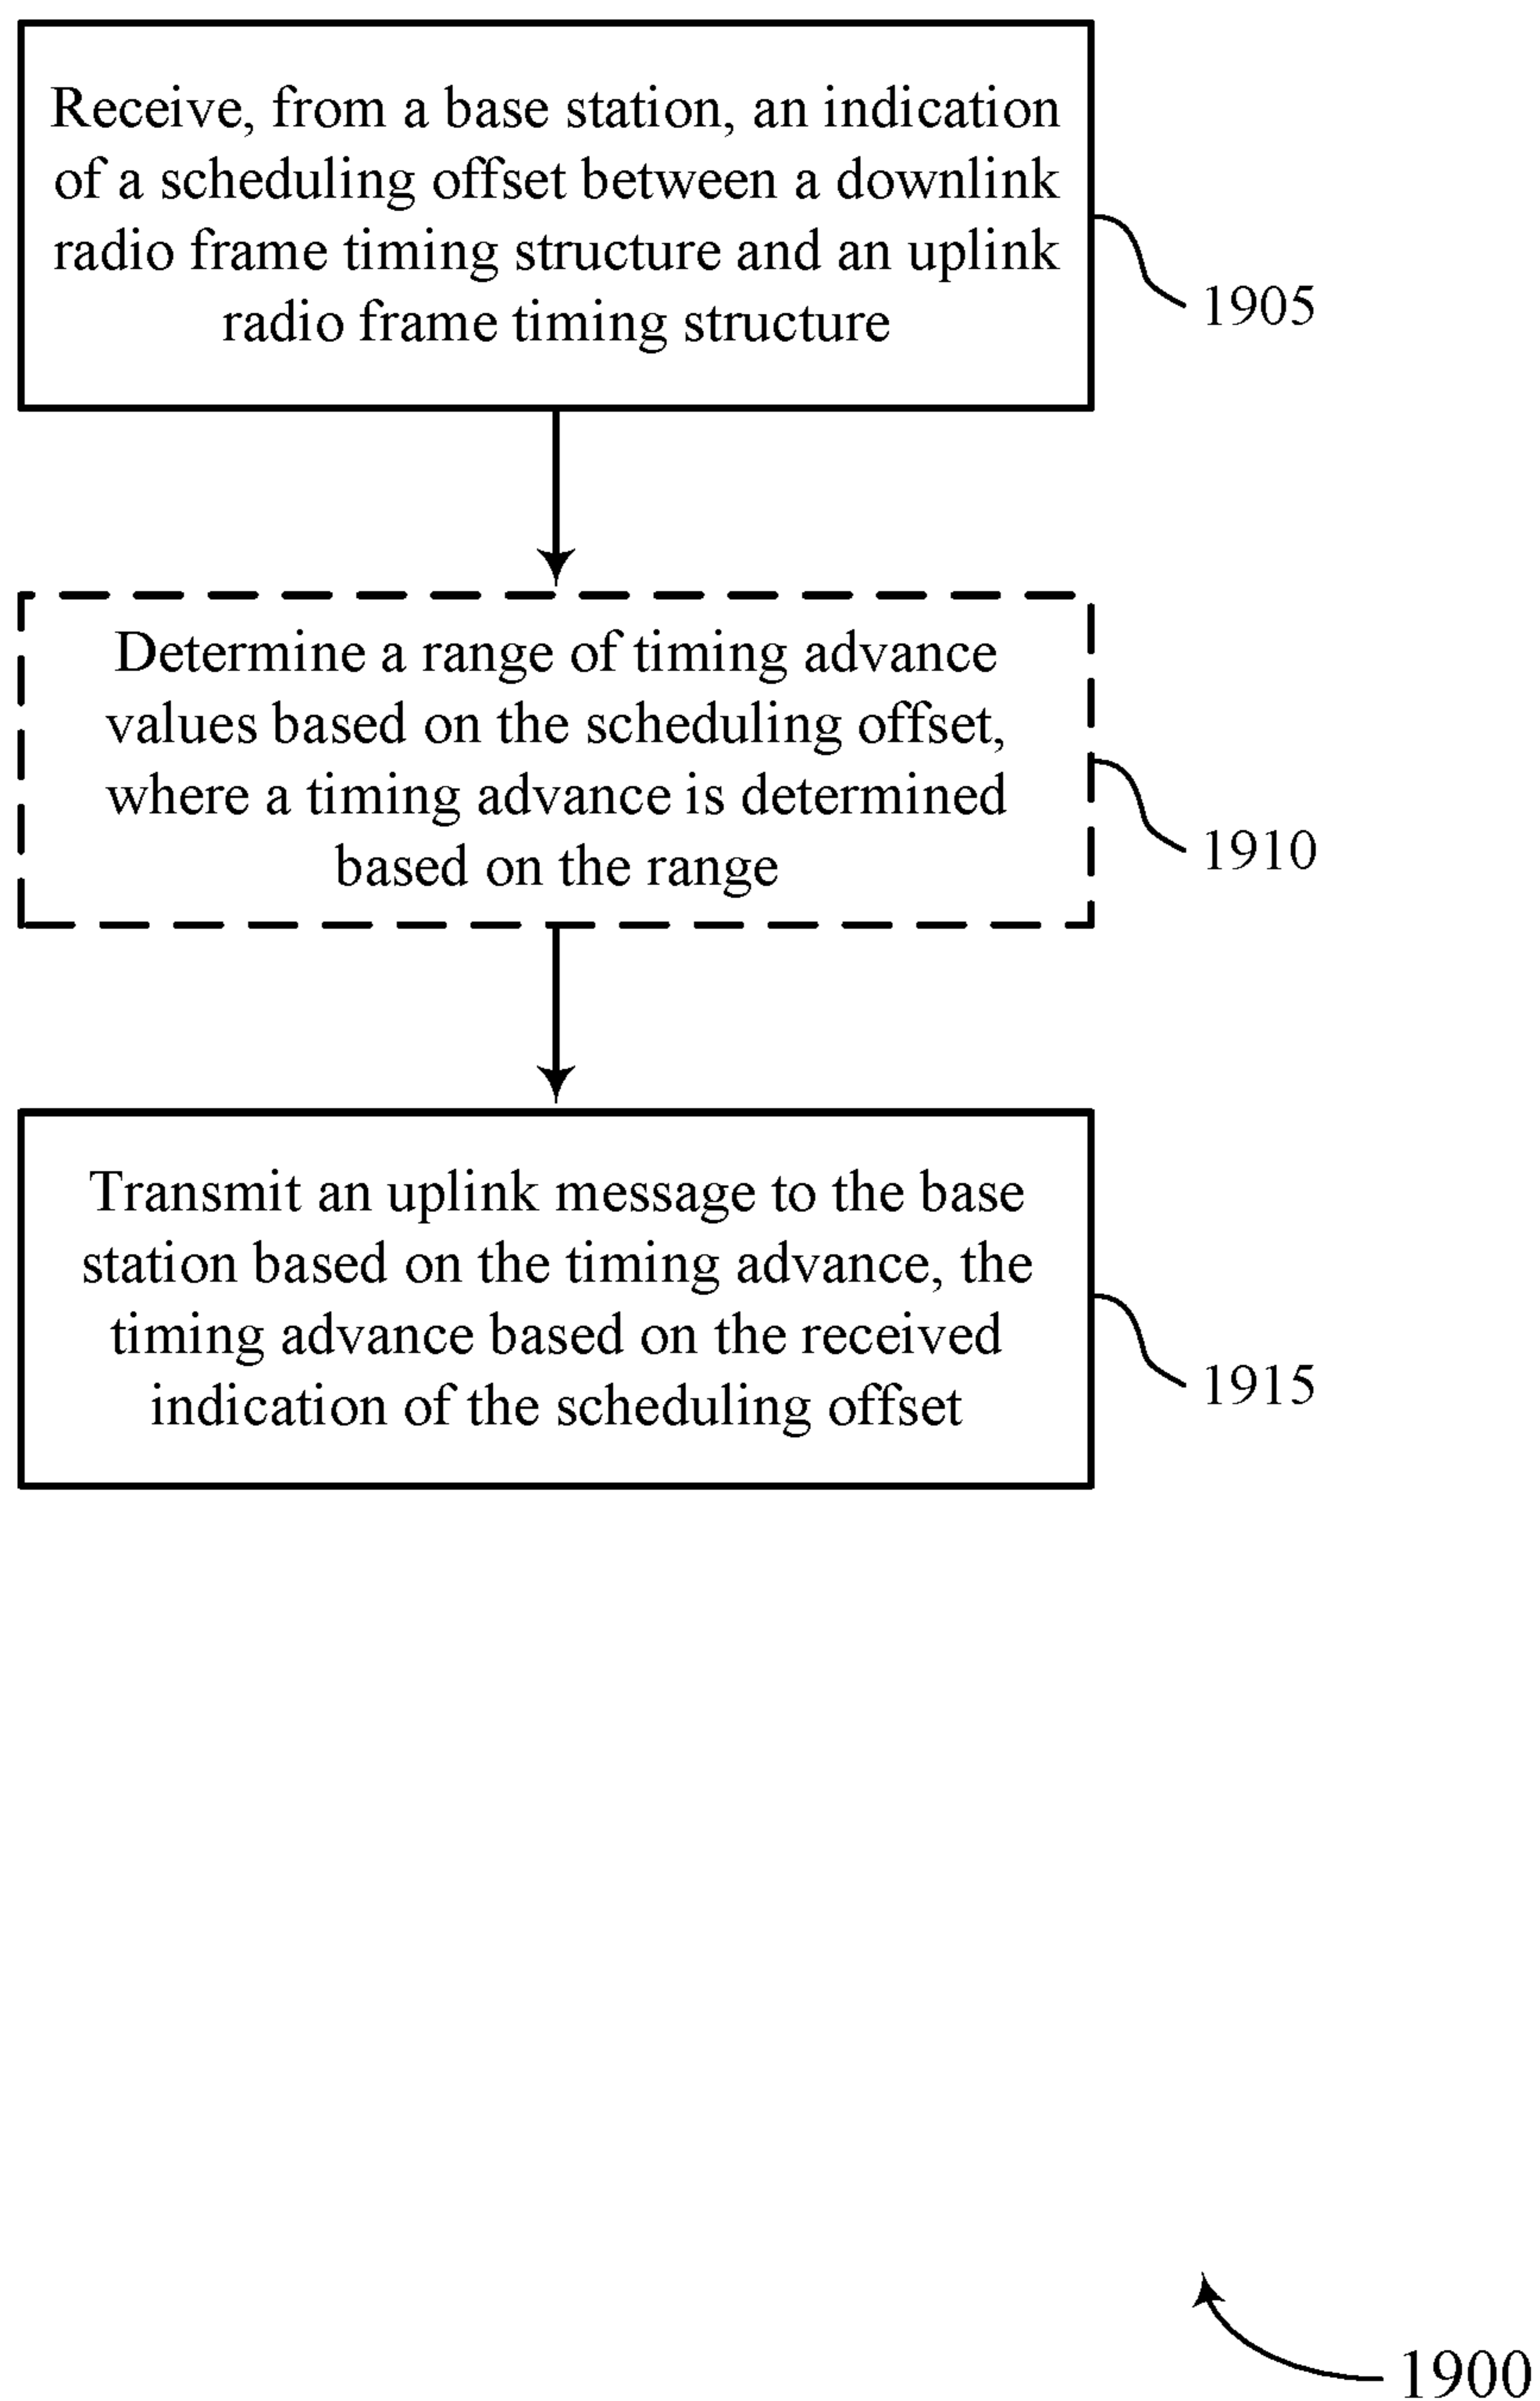 Receive, from a base station, an indication
of a scheduling offset between a downlink
radio frame timing structure and an uplink
radio frame timing structure
1905
Determine a range of timing advance
values based on the scheduling offset,
where a timing advance is determined
based on the range
1910
Transmit an uplink message to the base
station based on the timing advance, the
timing advance based on the received
indication of the scheduling offset
1915
1900